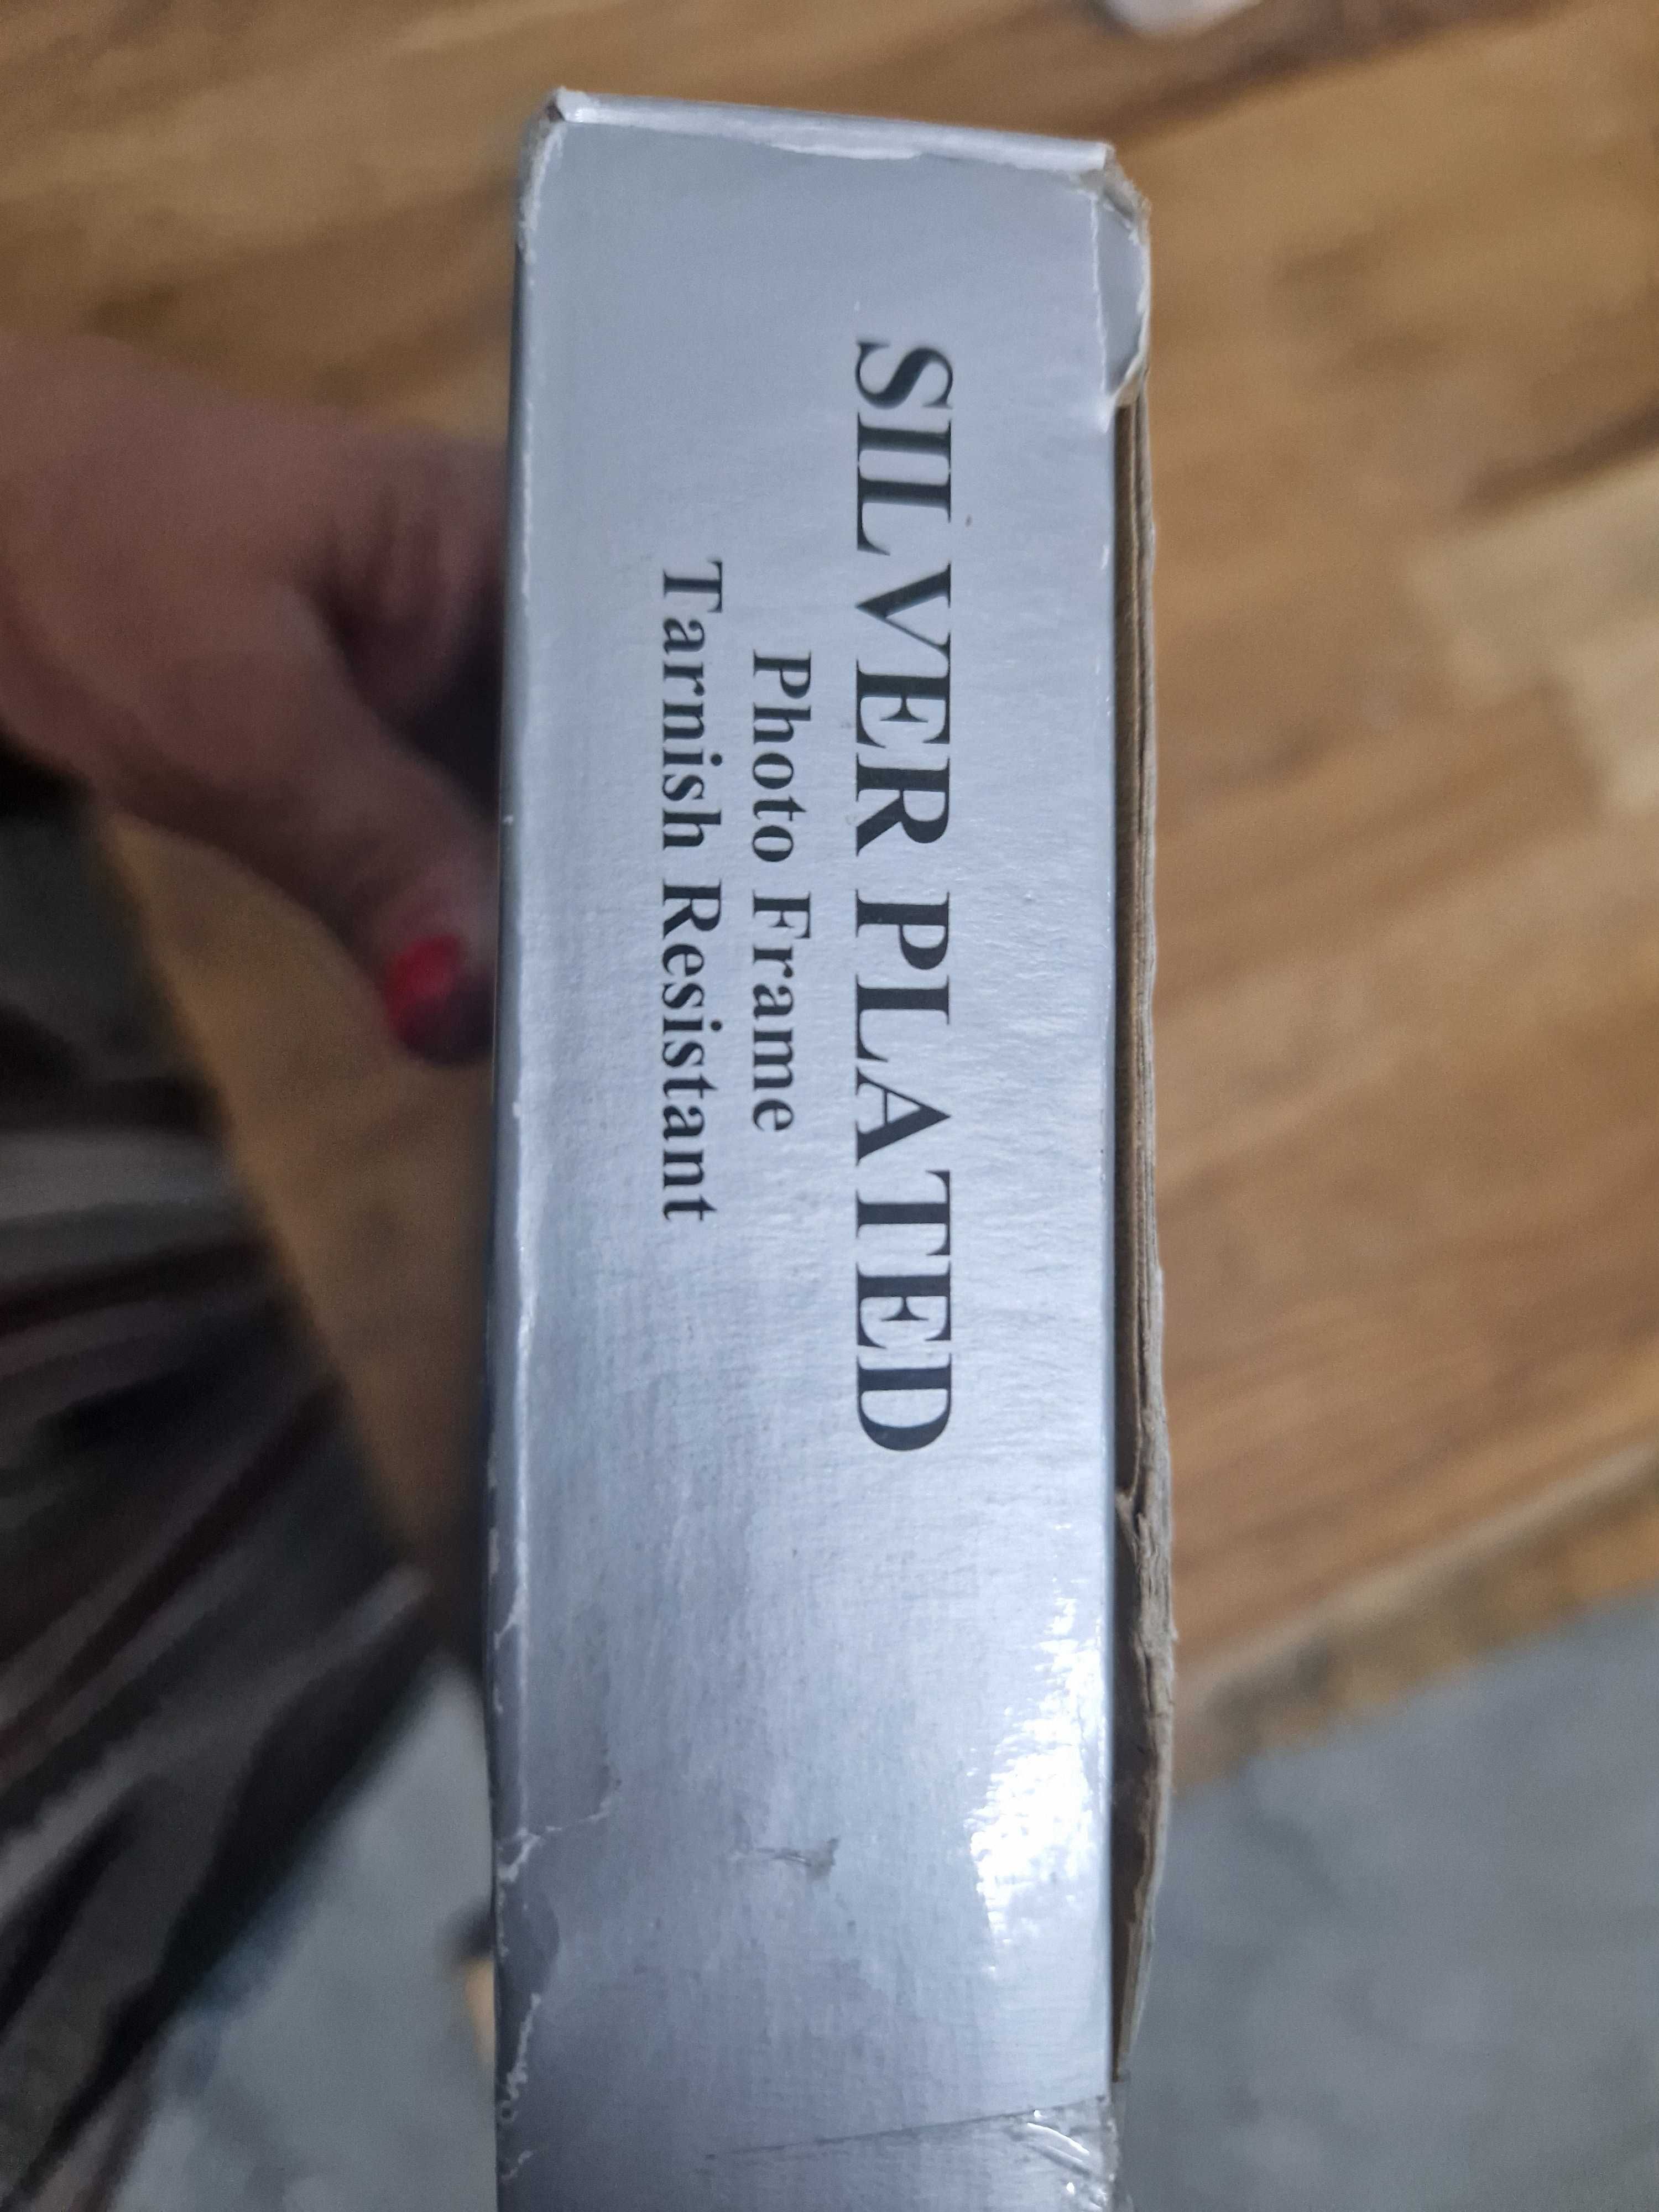 SILVER PLATED
Photo Frame
Tarnish Resistant